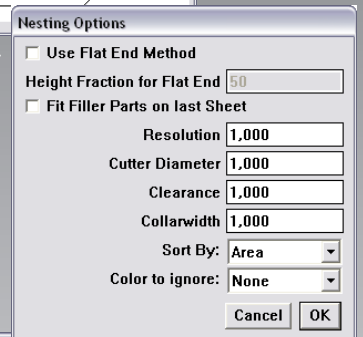 Nesting Options
Use Flat End Method
Height Fraction for Flat End 50
Fit Filler Parts on last Sheet
Resolution 1,000
Cutter Diameter 1,000
Clearance 1,000
Collarwidth 1,000
Sort By: Area
Color to ignore: None
Cancel OK